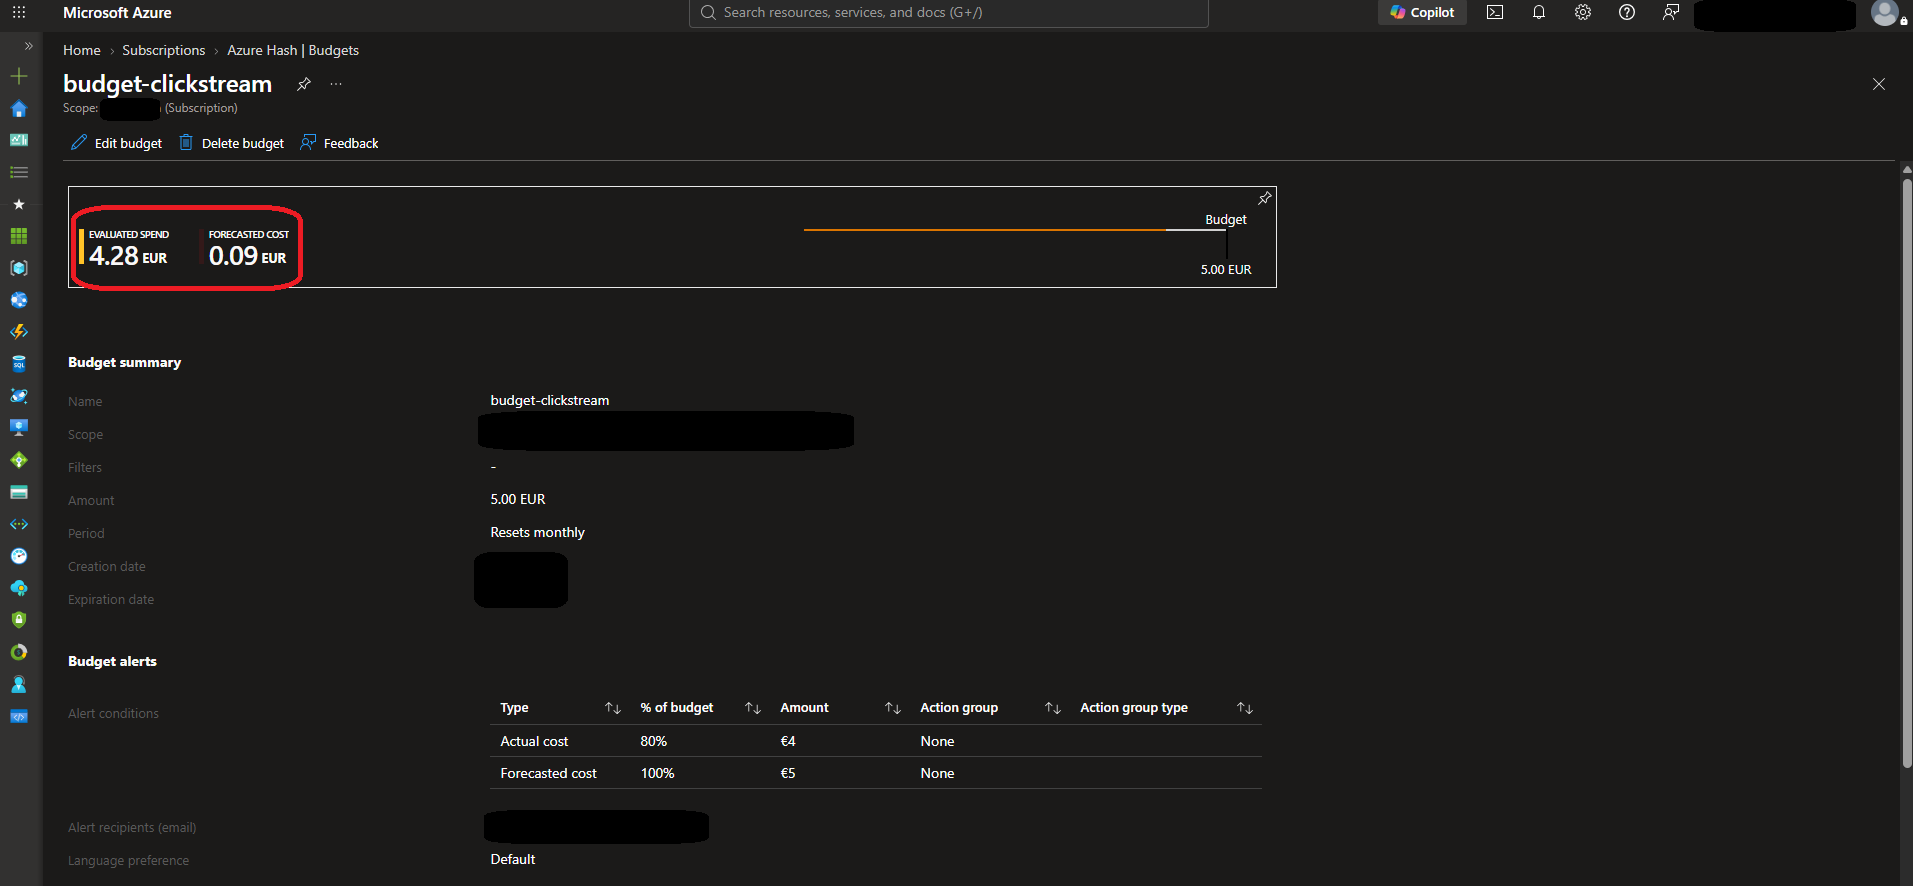 Microsoft Azure
Search resources, services, and docs (G+/)
Copilot
Home > Subscriptions > Azure Hash | Budgets
budget-clickstream
Scope: (Subscription)
Edit budget Delete budget Feedback
EVALUATED SPEND FORECASTED COST
4.28 EUR 0.09 EUR
Budget
5.00 EUR
Budget summary
Name budget-clickstream
Scope
Filters -
Amount 5.00 EUR
Period Resets monthly
Creation date
Expiration date
Budget alerts
Alert conditions
Type % of budget Amount Action group Action group type
Actual cost 80% €4 None
Forecasted cost 100% €5 None
Alert recipients (email)
Language preference Default